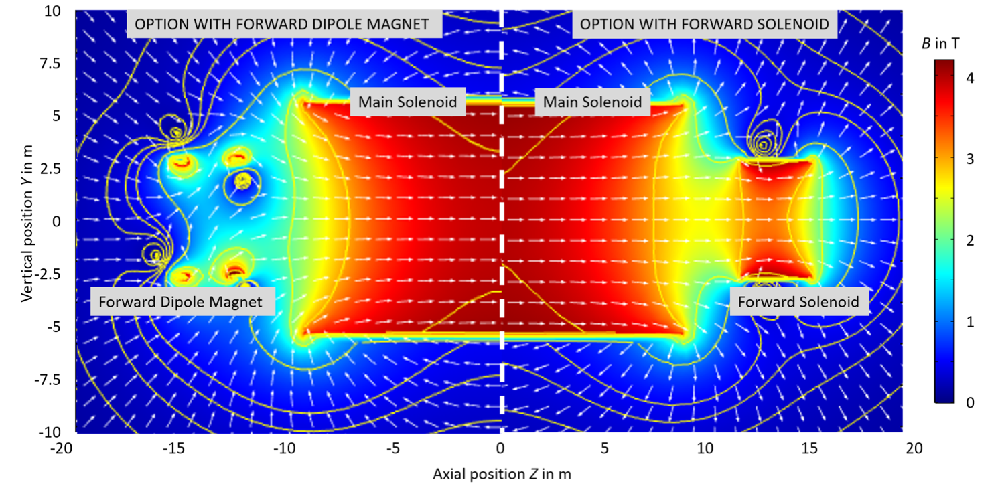 OPTION WITH FORWARD DIPOLE MAGNET
OPTION WITH FORWARD SOLENOID
B in T
Main Solenoid
Main Solenoid
Forward Dipole Magnet
Forward Solenoid
Vertical position Y in m
10
7.5
5
2.5
0
-2.5
-5
-7.5
-10
-20
-15
-10
-5
0
5
10
15
20
Axial position Z in m
4
3
2
1
0